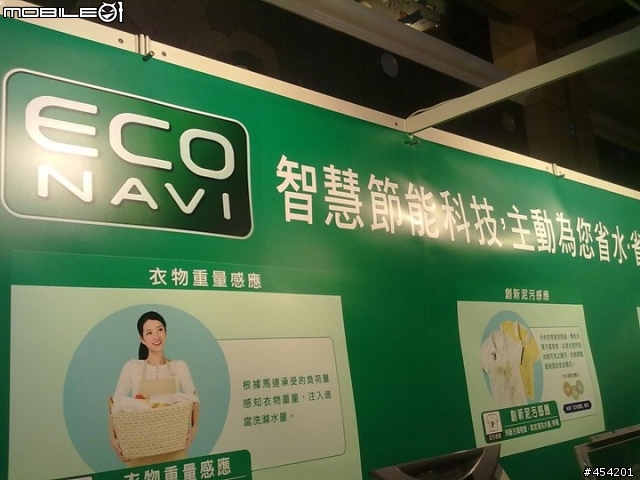 MOBILE01
ECO
NAVI
智慧節能科技，主動為您省水‧省
衣物重量感應
根據馬達承受的負荷量
感知衣物重量，注入適
當洗滌水量。
衣物重量感應
創新泥污感應
創新泥污感應
#454201